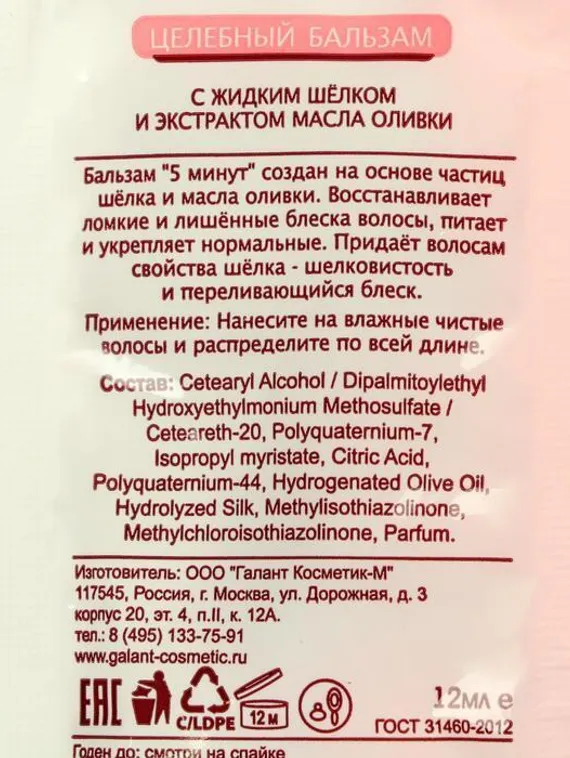 ЦЕЛЕБНЫЙ БАЛЬЗАМ
С ЖИДКИМ ШЁЛКОМ
И ЭКСТРАКТОМ МАСЛА ОЛИВКИ
Бальзам "5 минут" создан на основе частиц
шёлка и масла оливки. Восстанавливает
ломкие и лишённые блеска волосы, питает
и укрепляет нормальные. Придаёт волосам
свойства шёлка - шелковистость
и переливающийся блеск.
Применение: Нанесите на влажные чистые
волосы и распределите по всей длине.
Состав: Cetearyl Alcohol / Dipalmitoylethyl
Hydroxyethylmonium Methosulfate /
Ceteareth-20, Polyquaternium-7,
Isopropyl myristate, Citric Acid,
Polyquaternium-44, Hydrogenated Olive Oil,
Hydrolyzed Silk, Methylisothiazolinone,
Methylchloroisothiazolinone, Parfum.
Изготовитель: ООО "Галант Косметик-М"
117545, Россия, г. Москва, ул. Дорожная, д. 3
корпус 20, эт. 4, п.II, к. 12А.
тел.: 8 (495) 133-75-91
www.galant-cosmetic.ru
EAC C/LDPE 12 М 12мл е
ГОСТ 31460-2012
Годен до: смотри на спайке